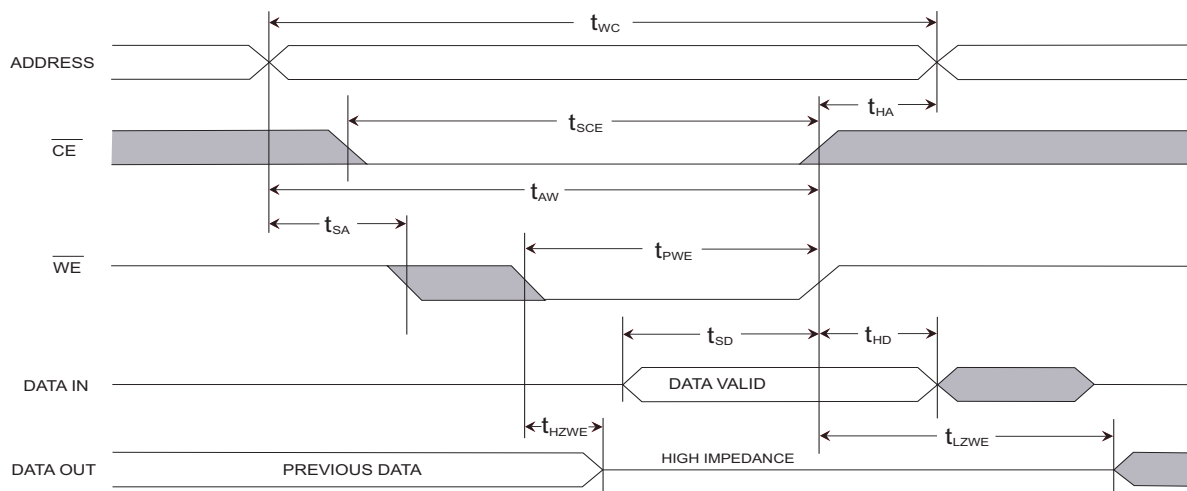 tWC
ADDRESS
tHA
tSCE
CE
tAW
tSA
tPWE
WE
tSD
tHD
DATA IN
DATA VALID
tHZWE
tLZWE
DATA OUT
PREVIOUS DATA
HIGH IMPEDANCE